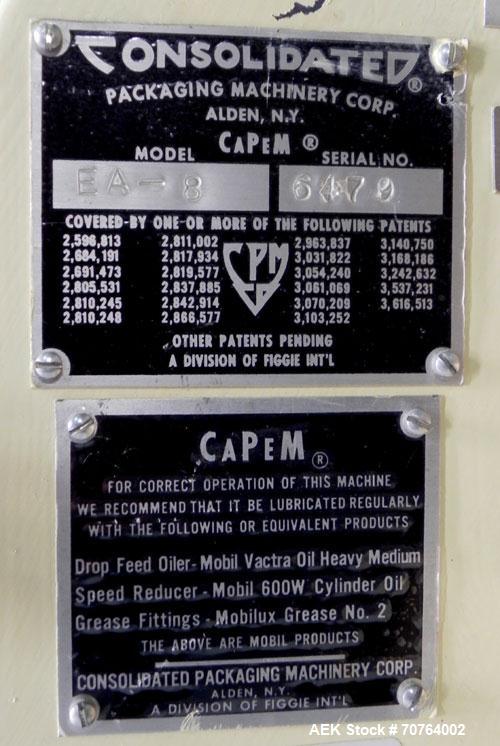 CONSOLIDATED ®
PACKAGING MACHINERY CORP.
ALDEN, N.Y.
MODEL CAPEM ® SERIAL NO.
EA-8 6479
COVERED-BY ONE OR MORE OF THE FOLLOWING PATENTS
2,596,813 2,811,002 2,963,837 3,140,750
2,684,191 2,817,934 3,031,822 3,168,186
2,691,473 2,819,577 3,054,240 3,242,632
2,805,531 2,837,885 3,061,069 3,537,231
2,810,245 2,842,914 3,070,209 3,616,513
2,810,248 2,866,577 3,103,252
CPM
CP
OTHER PATENTS PENDING
A DIVISION OF FIGGIE INT'L
CAPEM ®
FOR CORRECT OPERATION OF THIS MACHINE
WE RECOMMEND THAT IT BE LUBRICATED REGULARLY
WITH THE FOLLOWING OR EQUIVALENT PRODUCTS
Drop Feed Oiler - Mobil Vactra Oil Heavy Medium
Speed Reducer - Mobil 600W Cylinder Oil
Grease Fittings - Mobilux Grease No. 2
THE ABOVE ARE MOBIL PRODUCTS
CONSOLIDATED PACKAGING MACHINERY CORP.
ALDEN, N.Y.
A DIVISION OF FIGGIE INT'L
AEK Stock # 70764002